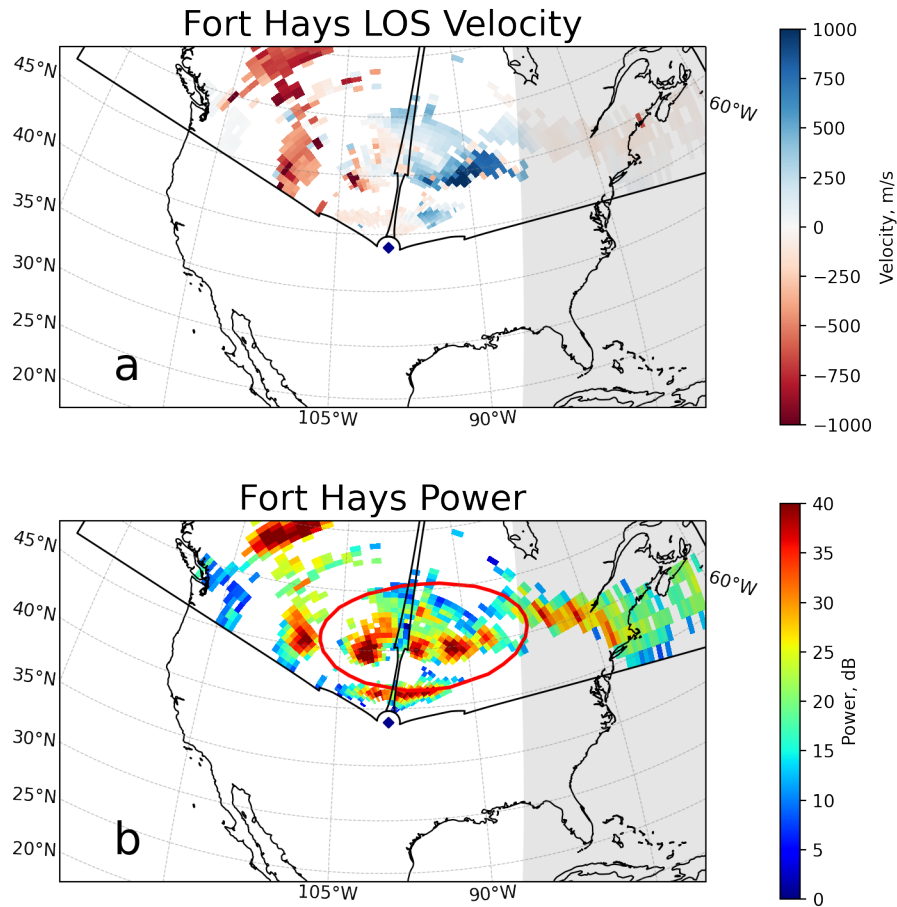 Fort Hays LOS Velocity
45°N
40°N
35°N
35°N
30°N
25°N
20°N
105°W
90°W
60°W
a
1000
750
500
250
0
−250
−500
−750
−1000
Velocity, m/s
Fort Hays Power
45°N
40°N
35°N
30°N
25°N
20°N
105°W
90°W
60°W
b
40
35
30
25
20
15
10
5
0
Power, dB